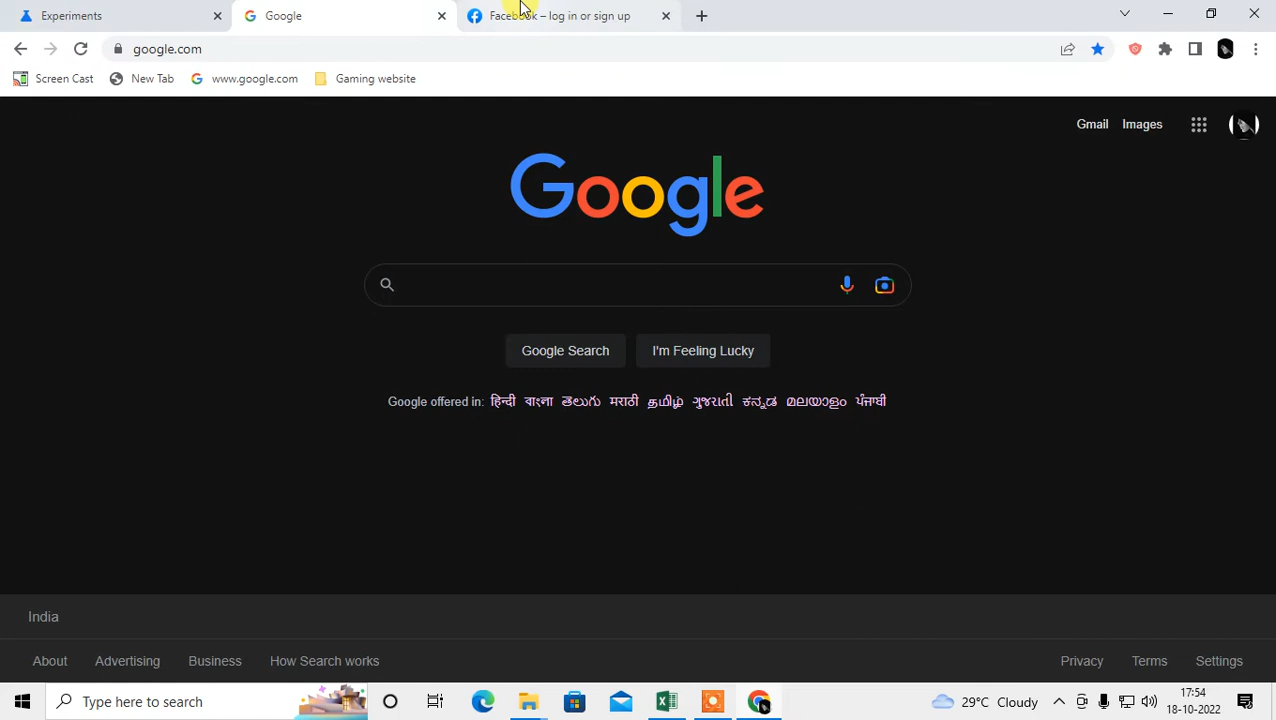 Experiments Google Facebook – log in or sign up
google.com
Screen Cast New Tab www.google.com Gaming website
Gmail Images
Google
Google Search I'm Feeling Lucky
Google offered in: हिन्दी বাংলা తెలుగు मराठी தமிழ் ગુજરાતી ಕನ್ನಡ മലയാളം ਪੰਜਾਬੀ
India
About Advertising Business How Search works Privacy Terms Settings
Type here to search 29°C Cloudy 17:54
18-10-2022